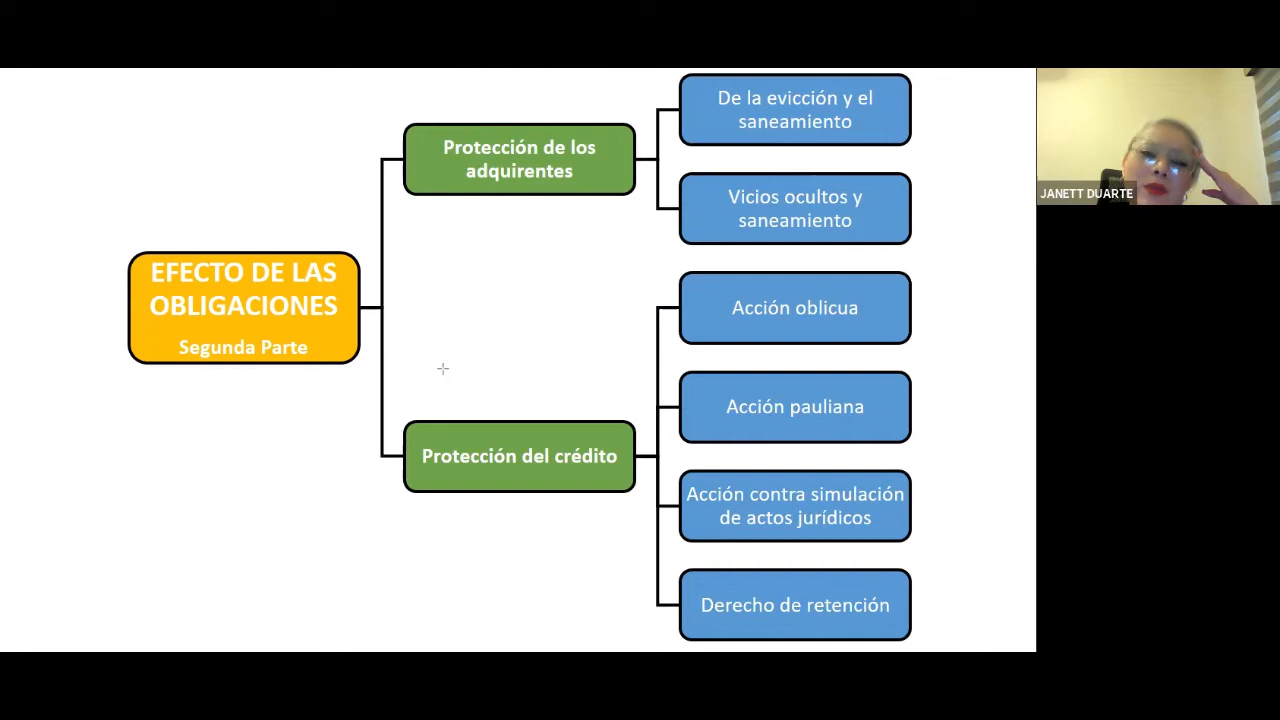 EFECTO DE LAS
OBLIGACIONES
Segunda Parte
Protección de los
adquirentes
De la evicción y el
saneamiento
Vicios ocultos y
saneamiento
Protección del crédito
Acción oblicua
Acción pauliana
Acción contra simulación
de actos jurídicos
Derecho de retención
JANETT DUARTE